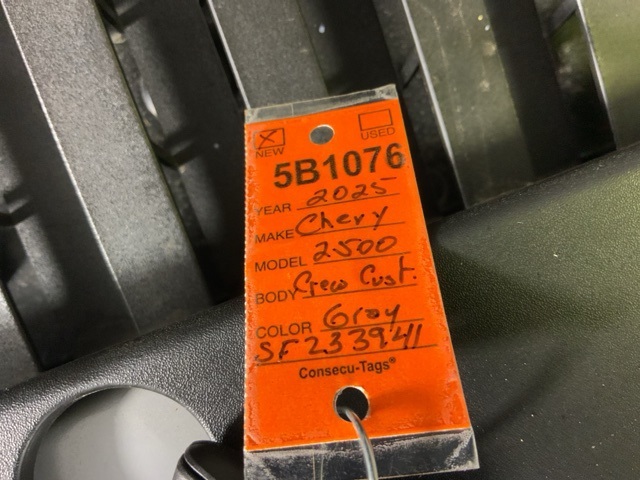 NEW USED
5B1076
YEAR 2025
MAKE Chevy
MODEL 2500
BODY Crew Cust.
COLOR Gray
SF233941
Consecu-Tags®